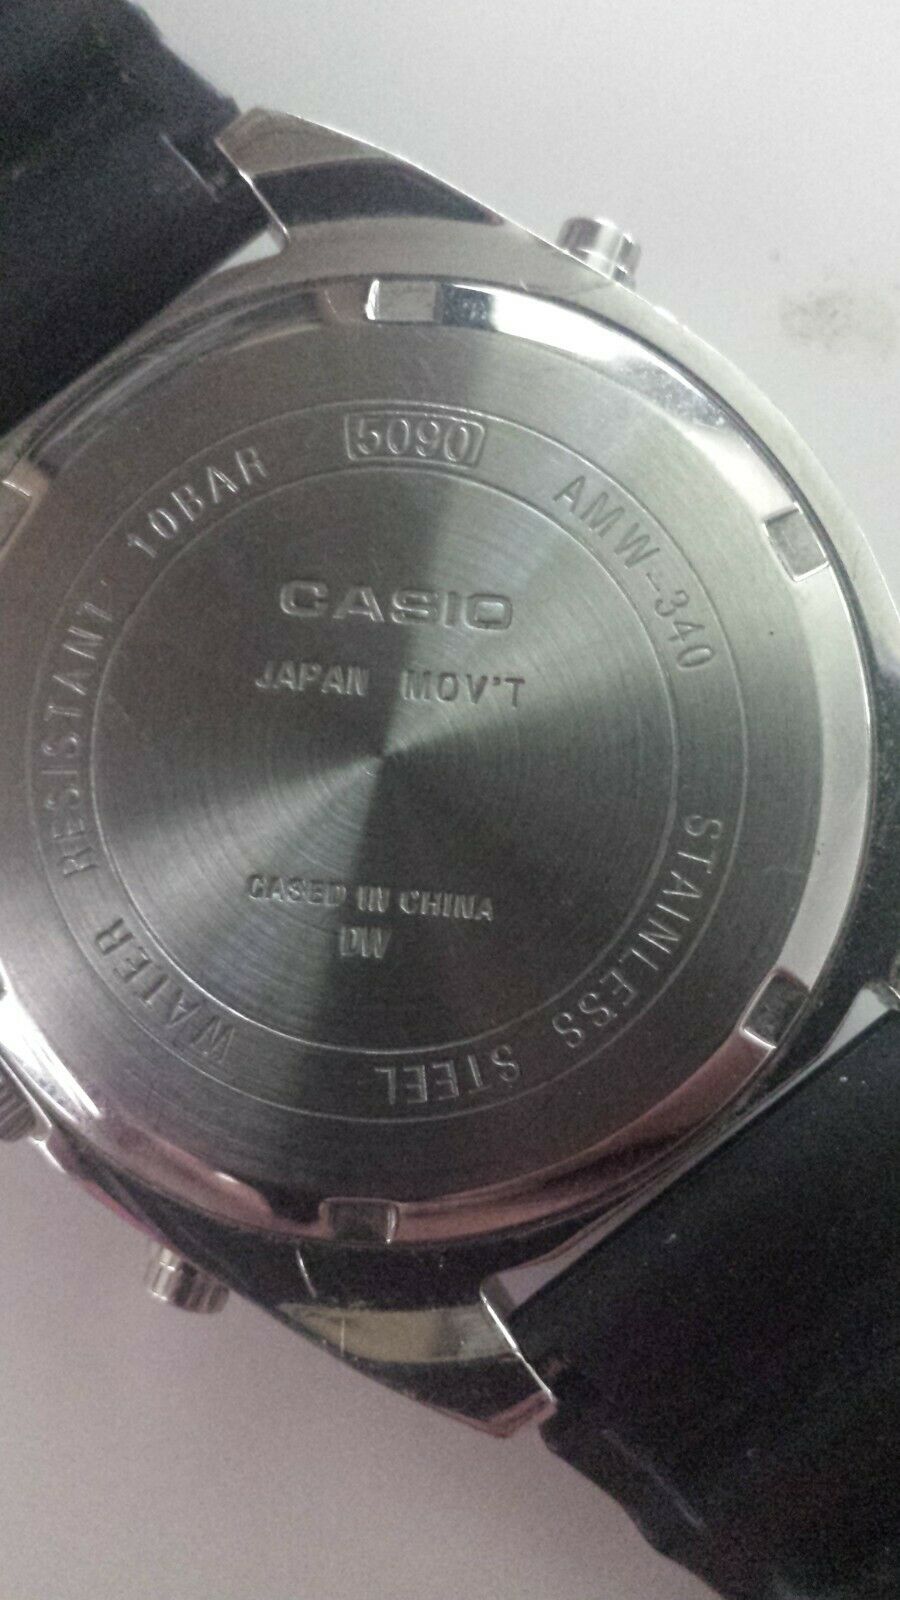 5090
AMW-340
STAINLESS STEEL
WATER RESISTANT 10BAR
CASIO
JAPAN MOV'T
CASED IN CHINA
DW